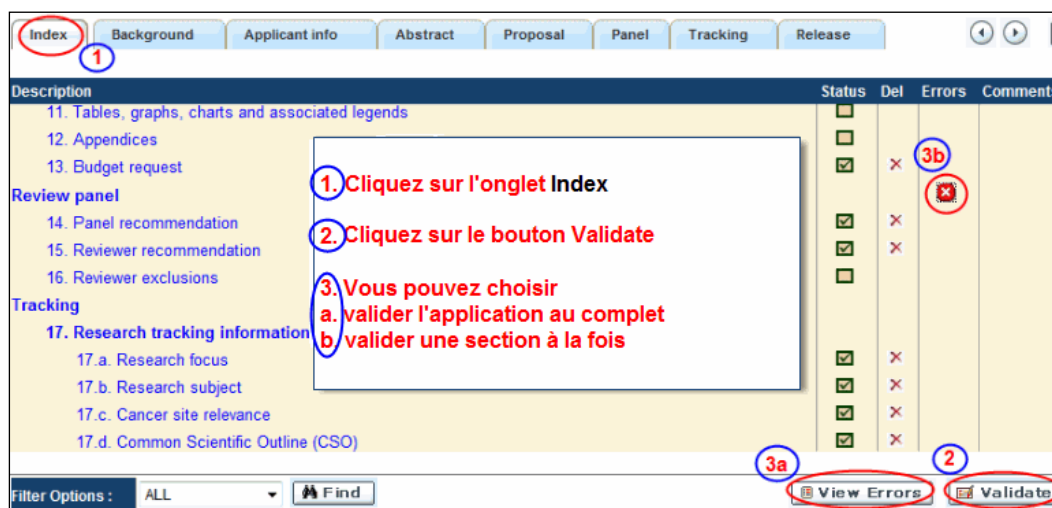 Index Background Applicant info Abstract Proposal Panel Tracking Release
1
Description Status Del Errors Comments
11. Tables, graphs, charts and associated legends
12. Appendices
13. Budget request
3b
Review panel
14. Panel recommendation
15. Reviewer recommendation
16. Reviewer exclusions
Tracking
17. Research tracking information
17.a. Research focus
17.b. Research subject
17.c. Cancer site relevance
17.d. Common Scientific Outline (CSO)
1. Cliquez sur l'onglet Index
2. Cliquez sur le bouton Validate
3. Vous pouvez choisir
a. valider l'application au complet
b. valider une section à la fois
3a 2
Filter Options : ALL Find View Errors Validate